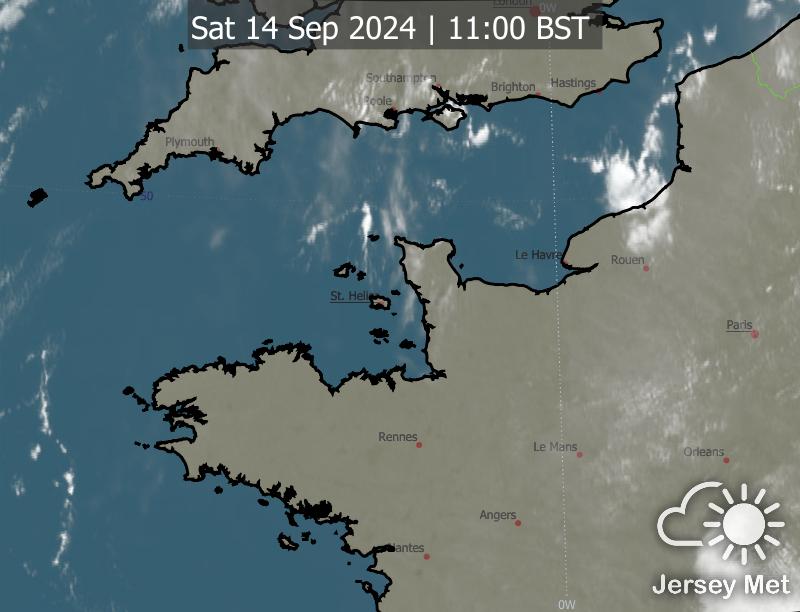 London
0W
Sat 14 Sep 2024 | 11:00 BST
Southampton
Brighton
Hastings
Poole
Plymouth
50
Le Havre
Rouen
St. Helier
Paris
Rennes
Le Mans
Orleans
Angers
Nantes
Jersey Met
0W